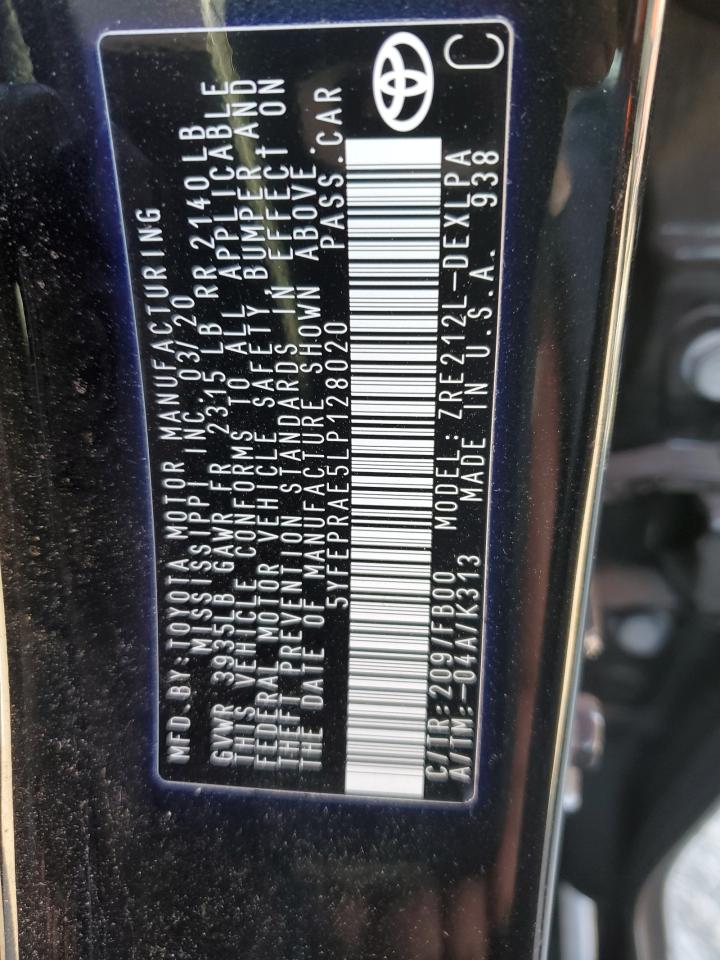 MFD.BY:TOYOTA MOTOR MANUFACTURING
MISSISSIPPI INC. 03/20
GVWR 3935LB GAWR FR 2315 LB RR 2140LB
THIS VEHICLE CONFORMS TO ALL APPLICABLE
FEDERAL MOTOR VEHICLE SAFETY BUMPER AND
THEFT PREVENTION STANDARDS IN EFFECT ON
THE DATE OF MANUFACTURE SHOWN ABOVE.
5YFEPRAE5LP128020 PASS.CAR
C/TR:209/FB00 MODEL:ZRE212L-DEXLPA
A/TM:-04A/K313 MADE IN U.S.A. 938
C